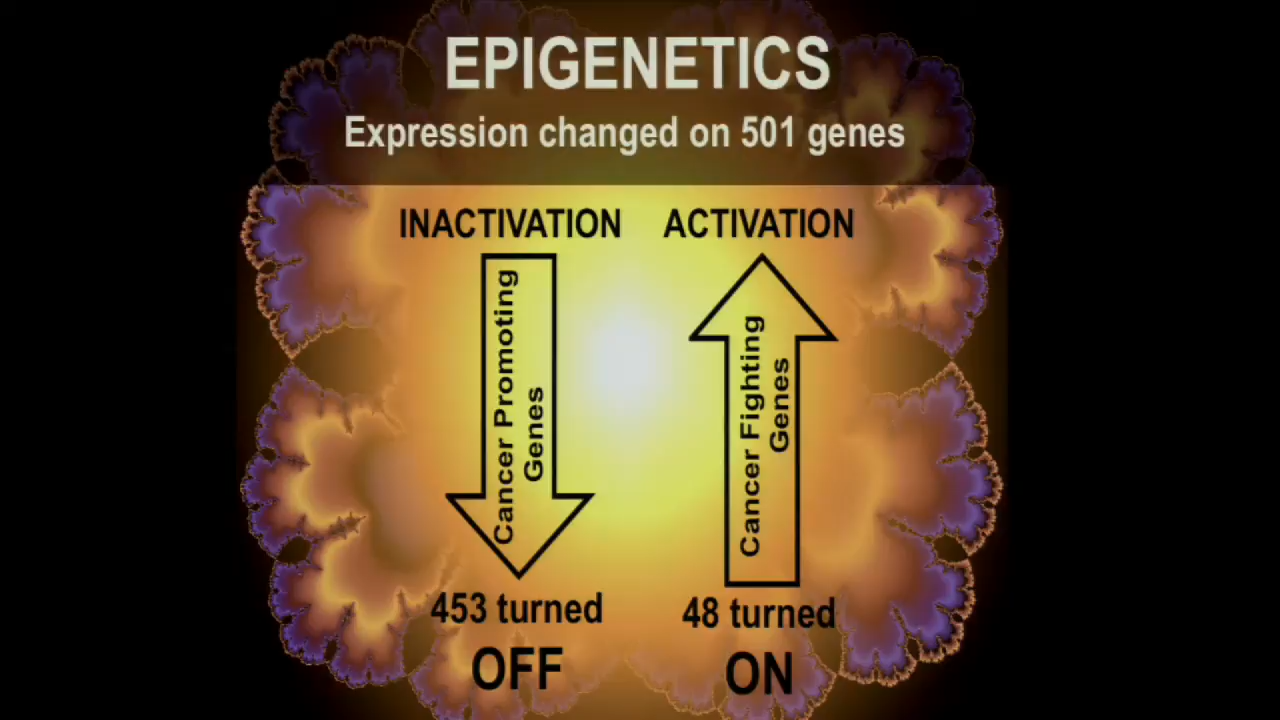 EPIGENETICS
Expression changed on 501 genes
INACTIVATION
Cancer Promoting
Genes
453 turned
OFF
ACTIVATION
Cancer Fighting
Genes
48 turned
ON